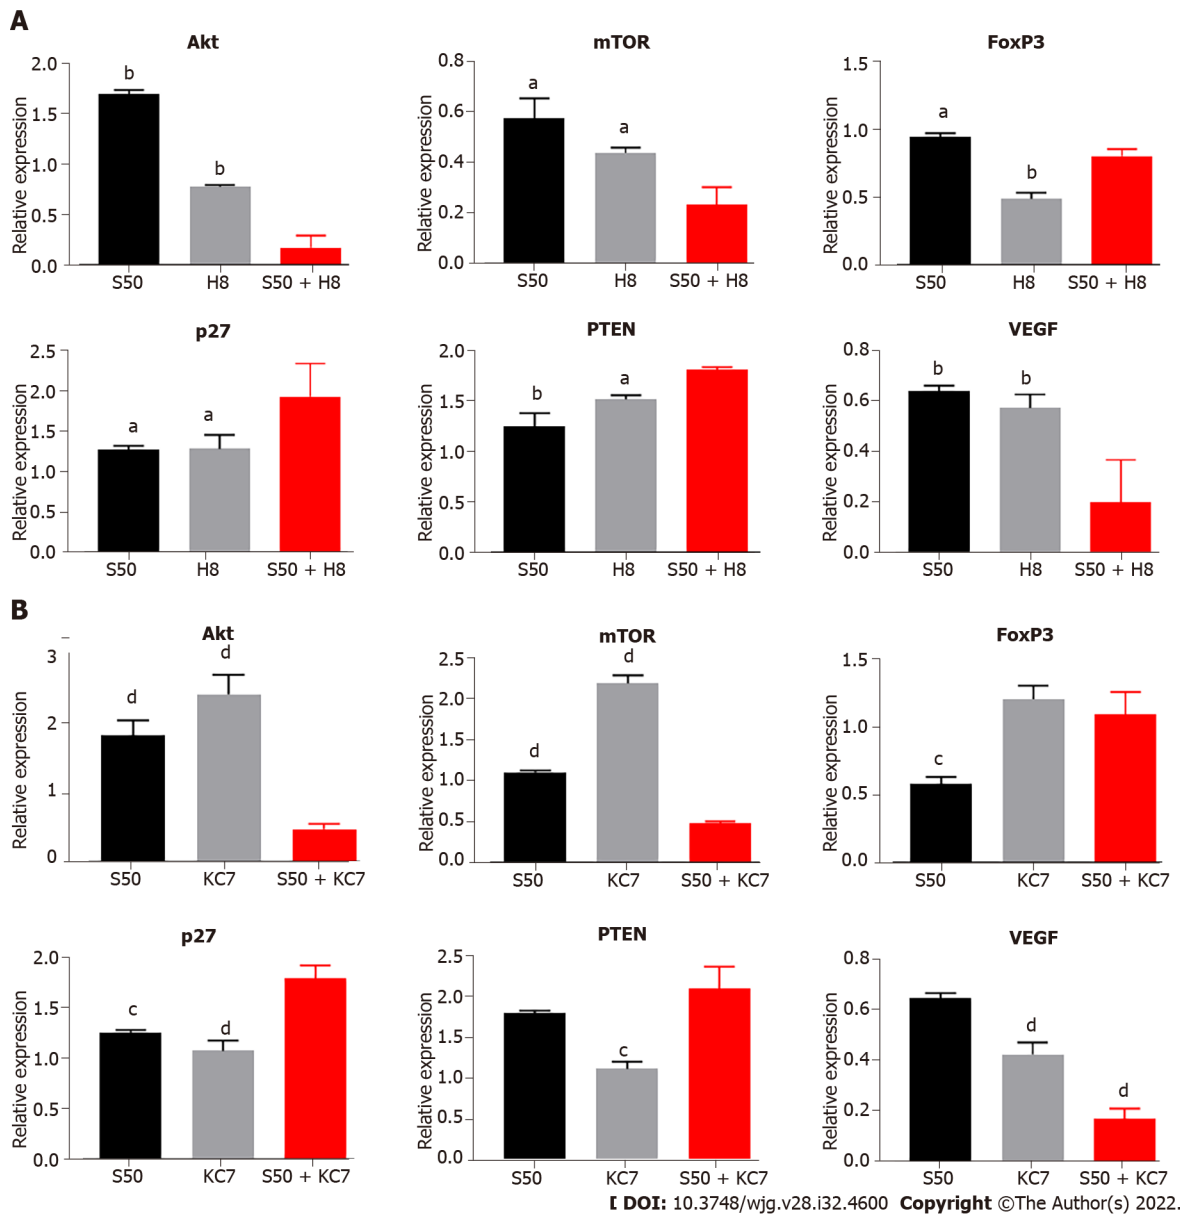 A
Akt
mTOR
FoxP3
Relative expression
2.0
1.5
1.0
0.5
0.0
b
b
S50
H8
S50 + H8
Relative expression
0.8
0.6
0.4
0.2
0.0
a
a
S50
H8
S50 + H8
Relative expression
1.5
1.0
0.5
0.0
a
b
S50
H8
S50 + H8
p27
PTEN
VEGF
Relative expression
2.5
2.0
1.5
1.0
0.5
0.0
a
a
S50
H8
S50 + H8
Relative expression
2.0
1.5
1.0
0.5
0.0
b
a
S50
H8
S50 + H8
Relative expression
0.8
0.6
0.4
0.2
0.0
b
b
S50
H8
S50 + H8
B
Akt
mTOR
FoxP3
Relative expression
3
2
1
0
d
d
S50
KC7
S50 + KC7
Relative expression
2.5
2.0
1.5
1.0
0.5
0.0
d
d
S50
KC7
S50 + KC7
Relative expression
1.5
1.0
0.5
0.0
c
S50
KC7
S50 + KC7
p27
PTEN
VEGF
Relative expression
2.0
1.5
1.0
0.5
0.0
c
d
S50
KC7
S50 + KC7
Relative expression
2.5
2.0
1.5
1.0
0.5
0.0
c
S50
KC7
S50 + KC7
Relative expression
0.8
0.6
0.4
0.2
0.0
d
d
S50
KC7
S50 + KC7
DOI: 10.3748/wjg.v28.i32.4600 Copyright ©The Author(s) 2022.